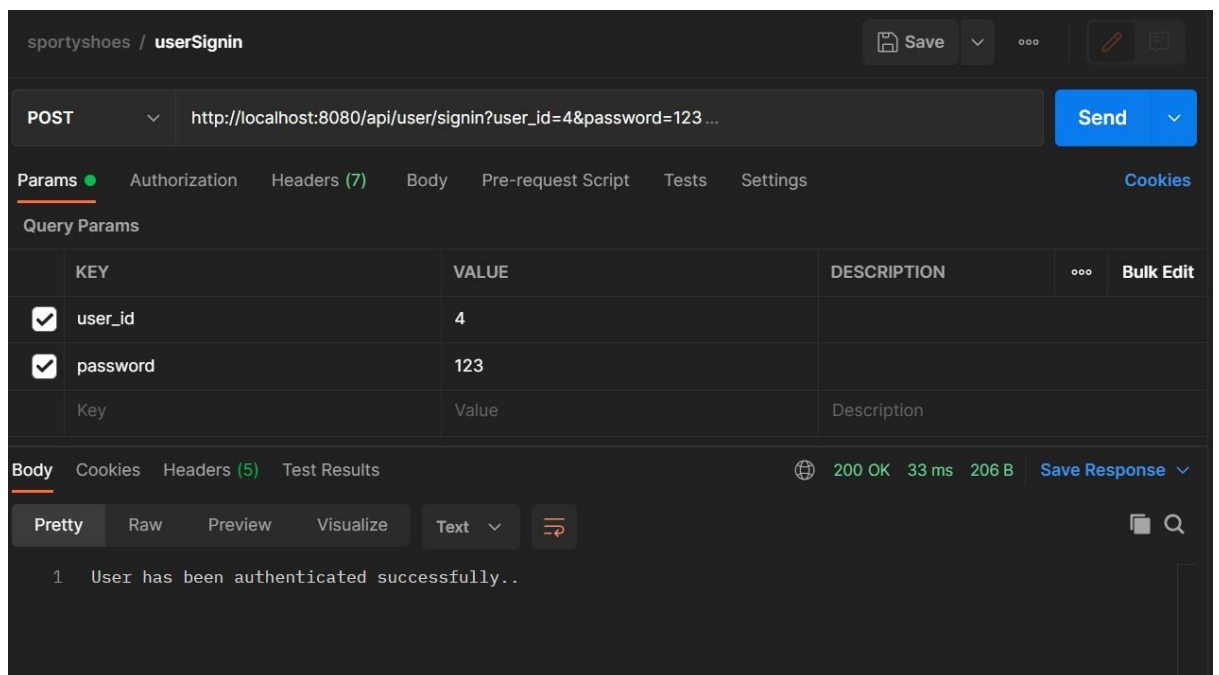 sportyshoes / userSignin
Save
POST http://localhost:8080/api/user/signin?user_id=4&password=123 ...
Send
Params Authorization Headers (7) Body Pre-request Script Tests Settings Cookies
Query Params
KEY VALUE DESCRIPTION Bulk Edit
user_id 4
password 123
Key Value Description
Body Cookies Headers (5) Test Results 200 OK 33 ms 206 B Save Response
Pretty Raw Preview Visualize Text
1 User has been authenticated successfully..